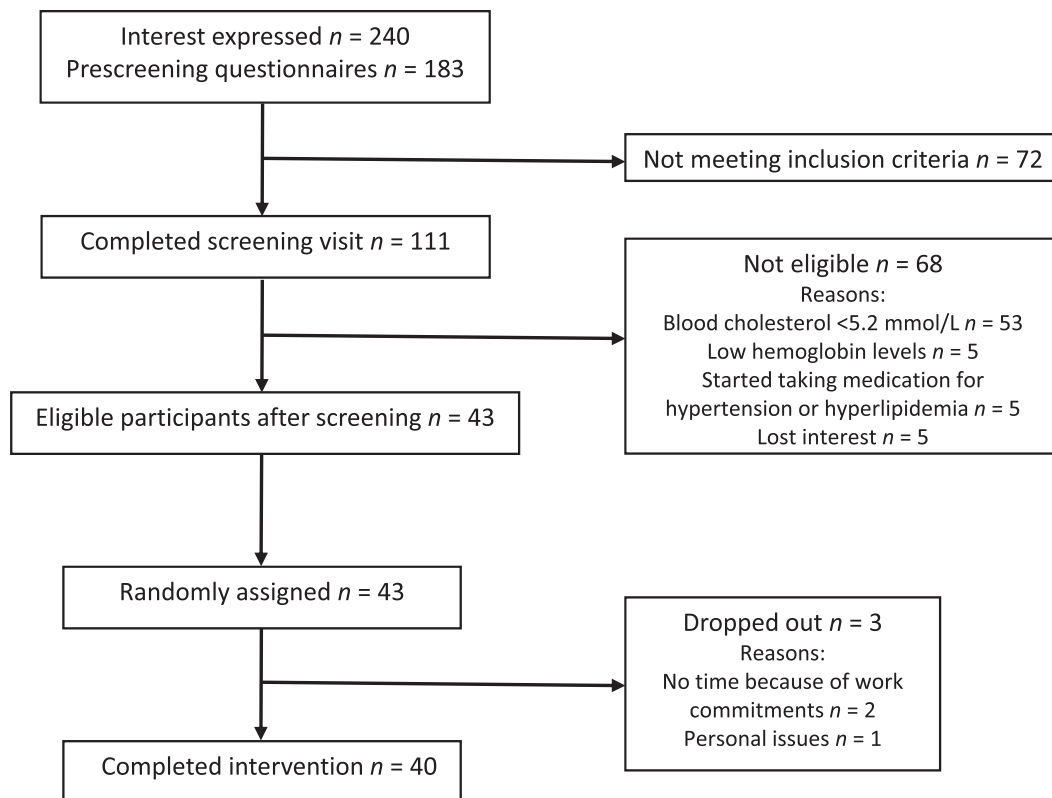 Interest expressed n = 240
Prescreening questionnaires n = 183
Not meeting inclusion criteria n = 72
Completed screening visit n = 111
Not eligible n = 68
Reasons:
Blood cholesterol <5.2 mmol/L n = 53
Low hemoglobin levels n = 5
Started taking medication for
hypertension or hyperlipidemia n = 5
Lost interest n = 5
Eligible participants after screening n = 43
Randomly assigned n = 43
Dropped out n = 3
Reasons:
No time because of work
commitments n = 2
Personal issues n = 1
Completed intervention n = 40